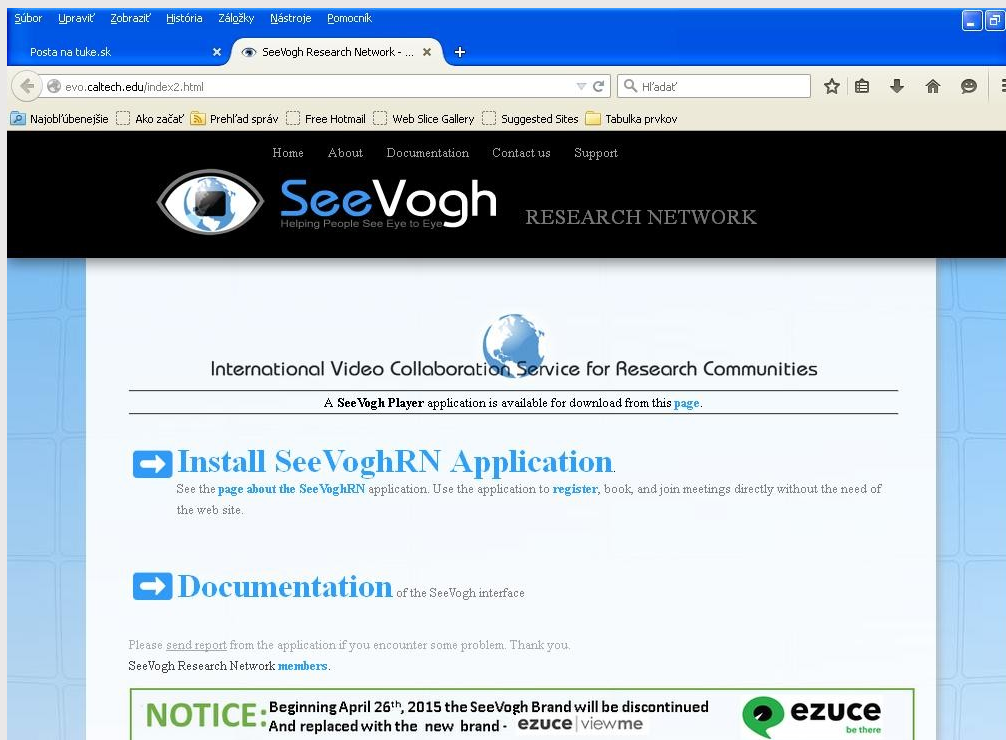 Súbor Upraviť Zobraziť História Záložky Nástroje Pomocník
Posta na tuke.sk × SeeVogh Research Network - ... × +
evo.caltech.edu/index2.html Hľadať
Najobľúbenejšie Ako začať Prehľad správ Free Hotmail Web Slice Gallery Suggested Sites Tabulka prvkov
Home About Documentation Contact us Support
SeeVogh RESEARCH NETWORK
Helping People See Eye to Eye
International Video Collaboration Service for Research Communities
A SeeVogh Player application is available for download from this page.
Install SeeVoghRN Application.
See the page about the SeeVoghRN application. Use the application to register, book, and join meetings directly without the need of
the web site.
Documentation of the SeeVogh interface
Please send report from the application if you encounter some problem. Thank you.
SeeVogh Research Network members.
NOTICE: Beginning April 26th, 2015 the SeeVogh Brand will be discontinued
And replaced with the new brand - ezuce|viewme
ezuce
be there